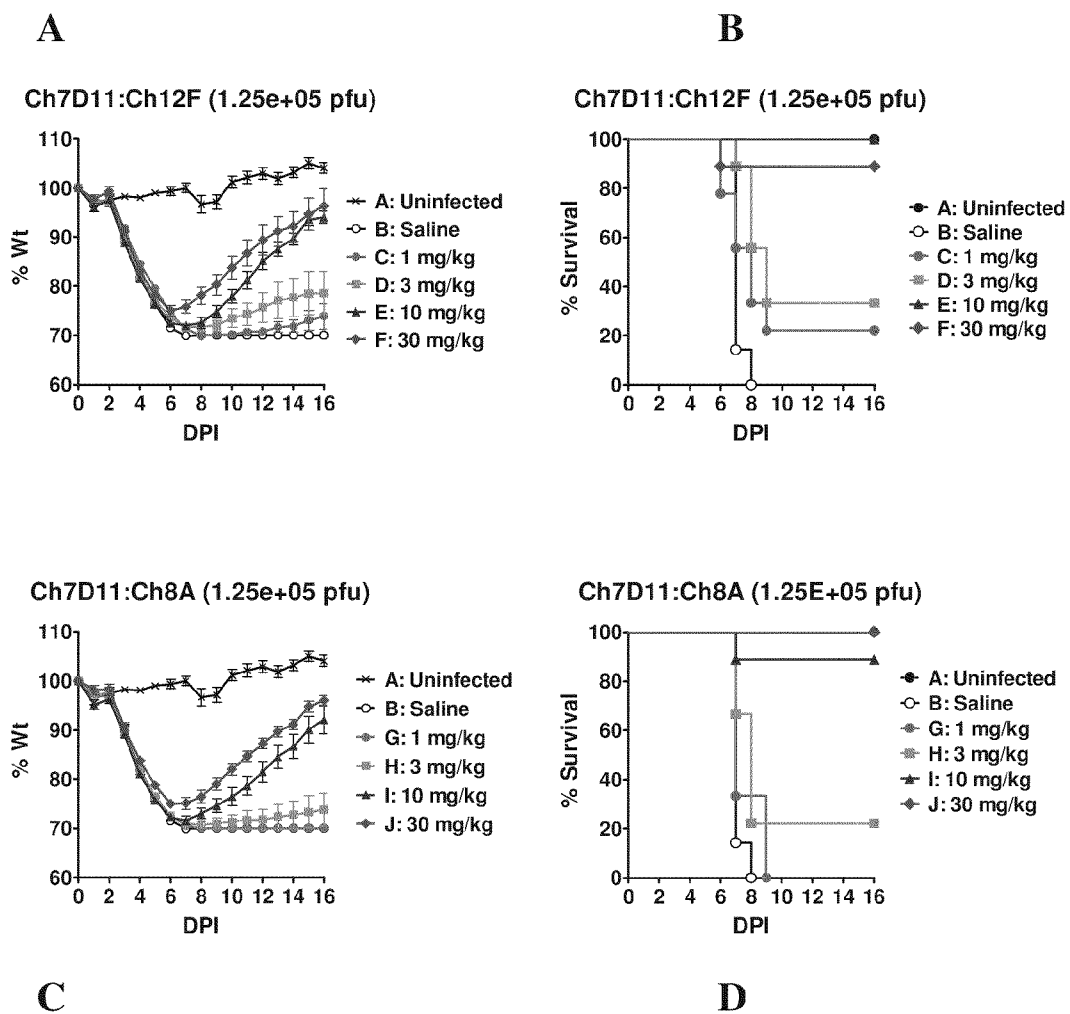 A
B
Ch7D11:Ch12F (1.25e+05 pfu)
110
100
90
80
70
60
% Wt
0 2 4 6 8 10 12 14 16
DPI
A: Uninfected
B: Saline
C: 1 mg/kg
D: 3 mg/kg
E: 10 mg/kg
F: 30 mg/kg
Ch7D11:Ch12F (1.25e+05 pfu)
100
80
60
40
20
0
% Survival
0 2 4 6 8 10 12 14 16
DPI
A: Uninfected
B: Saline
C: 1 mg/kg
D: 3 mg/kg
E: 10 mg/kg
F: 30 mg/kg
Ch7D11:Ch8A (1.25e+05 pfu)
110
100
90
80
70
60
% Wt
0 2 4 6 8 10 12 14 16
DPI
A: Uninfected
B: Saline
G: 1 mg/kg
H: 3 mg/kg
I: 10 mg/kg
J: 30 mg/kg
Ch7D11:Ch8A (1.25E+05 pfu)
100
80
60
40
20
0
% Survival
0 2 4 6 8 10 12 14 16
DPI
A: Uninfected
B: Saline
G: 1 mg/kg
H: 3 mg/kg
I: 10 mg/kg
J: 30 mg/kg
C
D